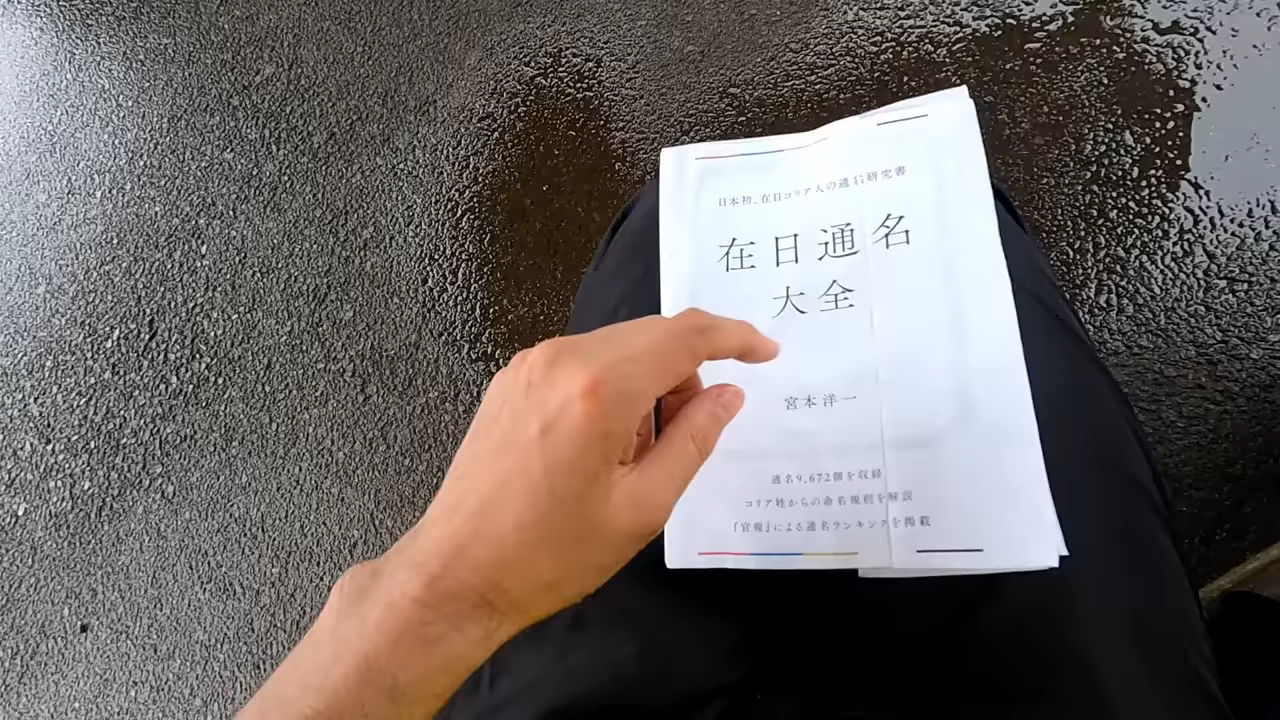 日本初、在日コリア人の通名研究書
在日通名
大全
宮本洋一
通名9,672個を収録
コリア姓からの命名規則を解説
『官報』による通名ランキングを掲載